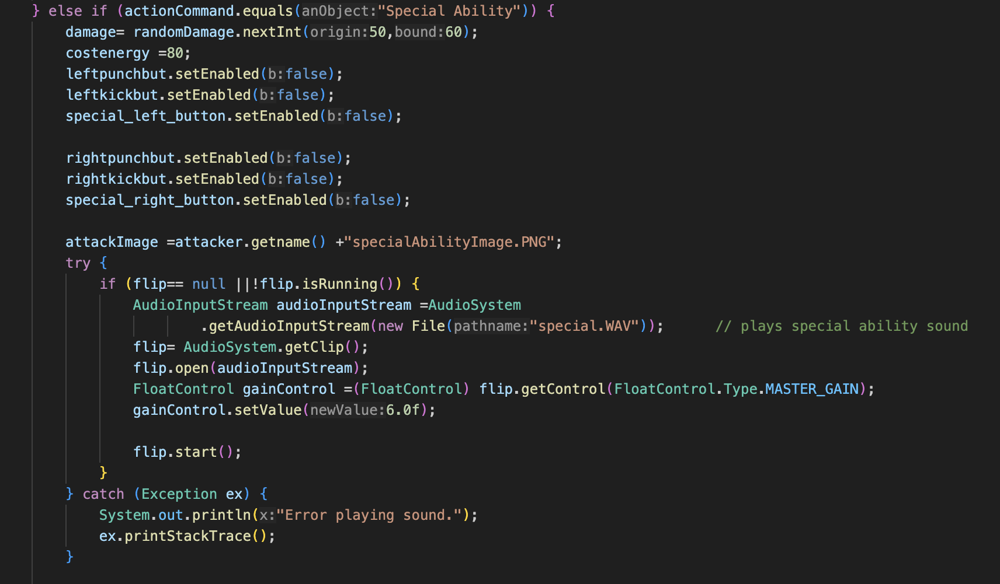 } else if (actionCommand.equals(anObject:"Special Ability")) {
damage= randomDamage.nextInt(origin:50,bound:60);
costenergy =80;
leftpunchbut.setEnabled(b:false);
leftkickbut.setEnabled(b:false);
special_left_button.setEnabled(b:false);
rightpunchbut.setEnabled(b:false);
rightkickbut.setEnabled(b:false);
special_right_button.setEnabled(b:false);
attackImage =attacker.getname() +"specialAbilityImage.PNG";
try {
if (flip== null ||!flip.isRunning()) {
AudioInputStream audioInputStream =AudioSystem
.getAudioInputStream(new File(pathname:"special.WAV")); // plays special ability sound
flip= AudioSystem.getClip();
flip.open(audioInputStream);
FloatControl gainControl =(FloatControl) flip.getControl(FloatControl.Type.MASTER_GAIN);
gainControl.setValue(newValue:6.0f);
flip.start();
}
} catch (Exception ex) {
System.out.println(x:"Error playing sound.");
ex.printStackTrace();
}